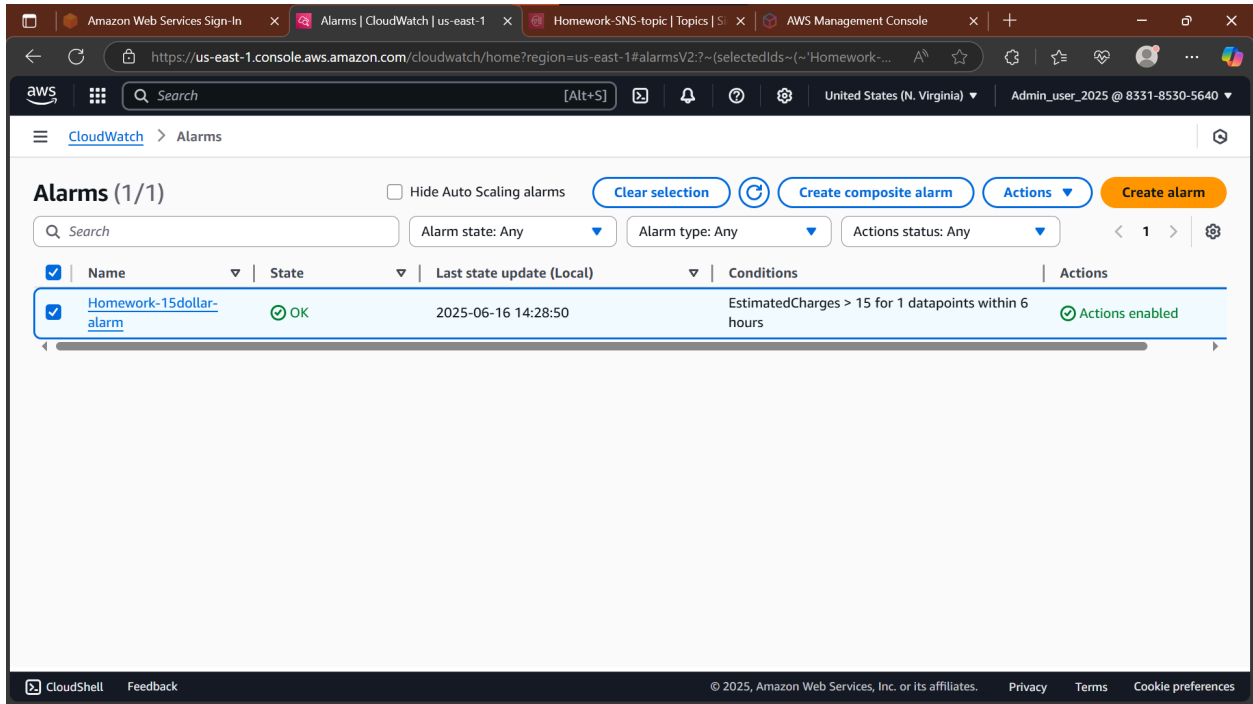 Amazon Web Services Sign-In
Alarms | CloudWatch | us-east-1
Homework-SNS-topic | Topics | Si
AWS Management Console
https://us-east-1.console.aws.amazon.com/cloudwatch/home?region=us-east-1#alarmsV2:?~(selectedIds~(~'Homework-...
aws
Search
[Alt+S]
United States (N. Virginia)
Admin_user_2025 @ 8331-8530-5640
CloudWatch > Alarms
Alarms (1/1)
Hide Auto Scaling alarms
Clear selection
Create composite alarm
Actions
Create alarm
Search
Alarm state: Any
Alarm type: Any
Actions status: Any
1
Name
State
Last state update (Local)
Conditions
Actions
Homework-15dollar-
alarm
OK
2025-06-16 14:28:50
EstimatedCharges > 15 for 1 datapoints within 6
hours
Actions enabled
CloudShell
Feedback
© 2025, Amazon Web Services, Inc. or its affiliates.
Privacy
Terms
Cookie preferences